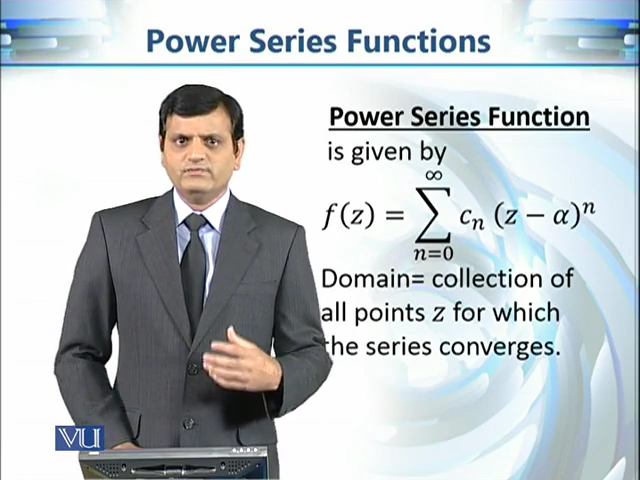 Power Series Functions
Power Series Function
is given by
f(z) = ∑_{n=0}^{∞} c_n (z − α)^n
Domain= collection of
all points z for which
the series converges.
VU